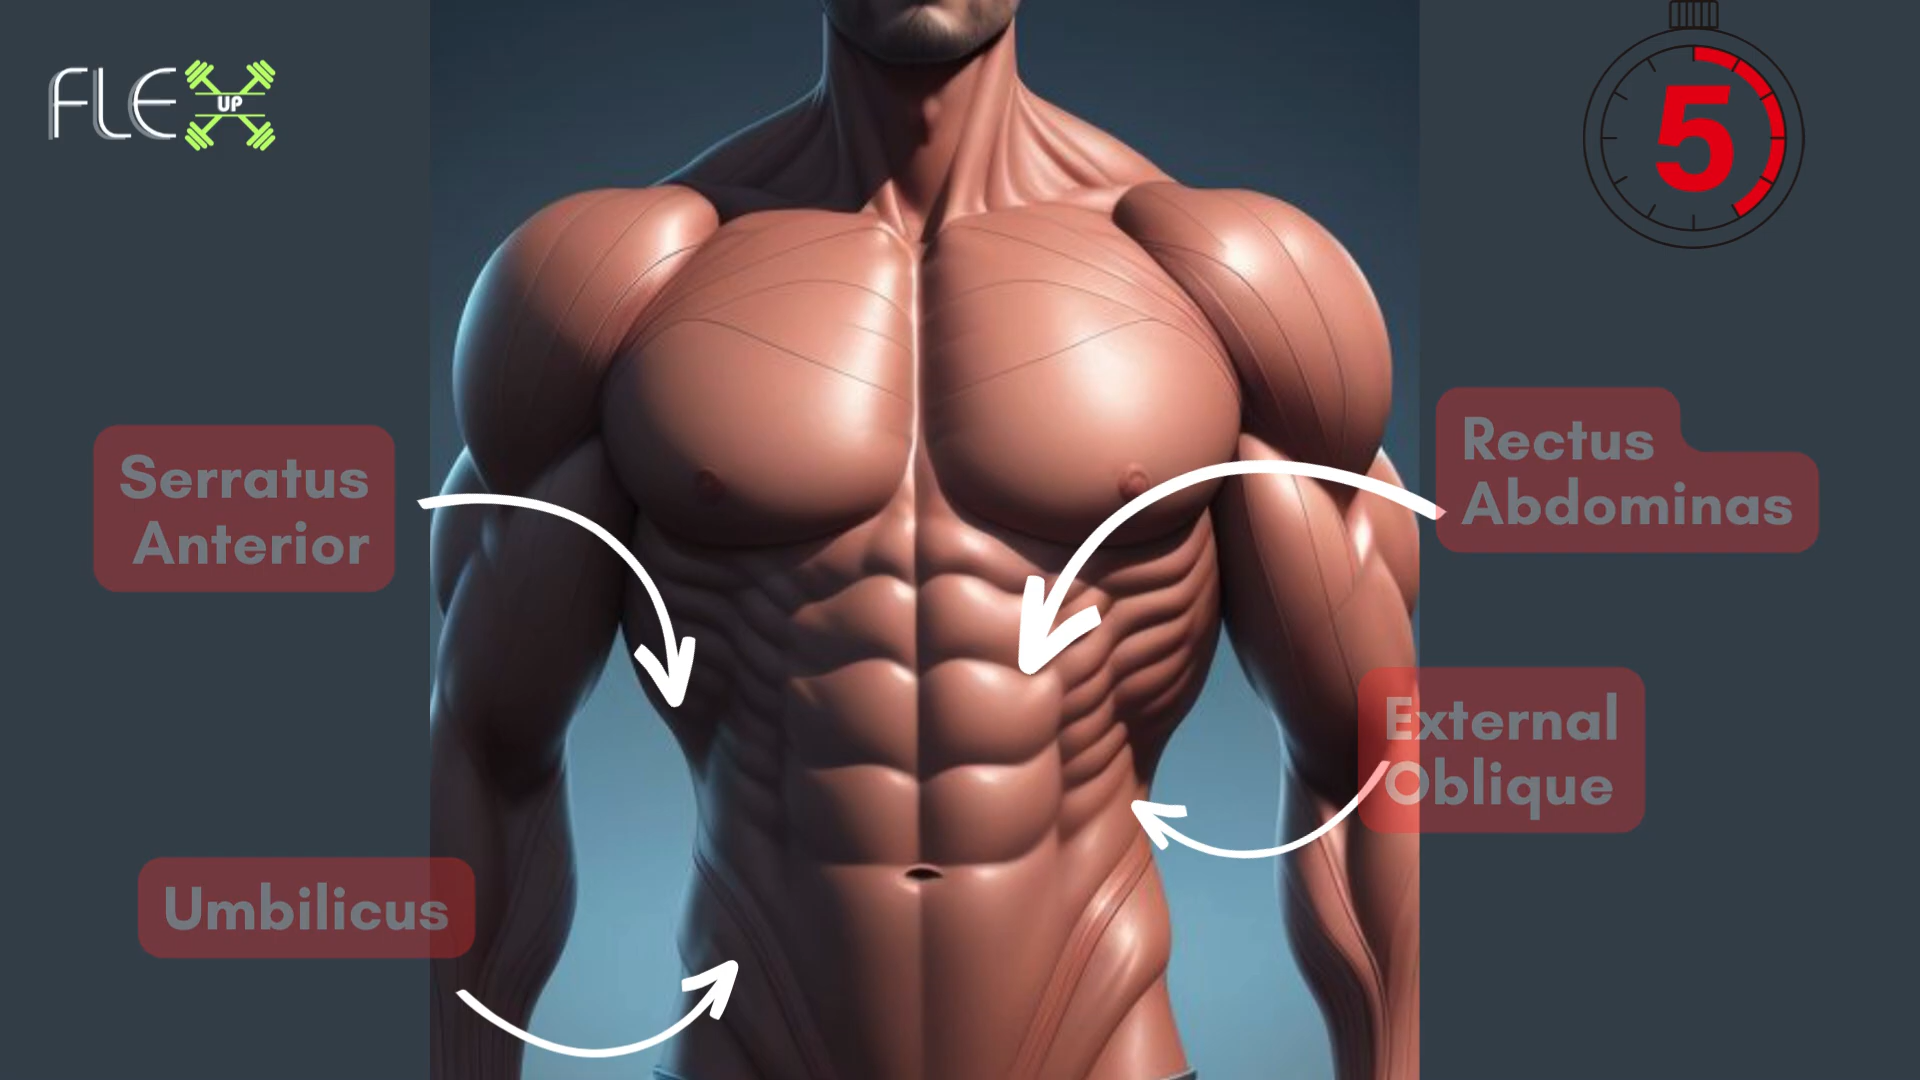 FLEX
UP
5
Serratus
Anterior
Rectus
Abdominas
External
Oblique
Umbilicus